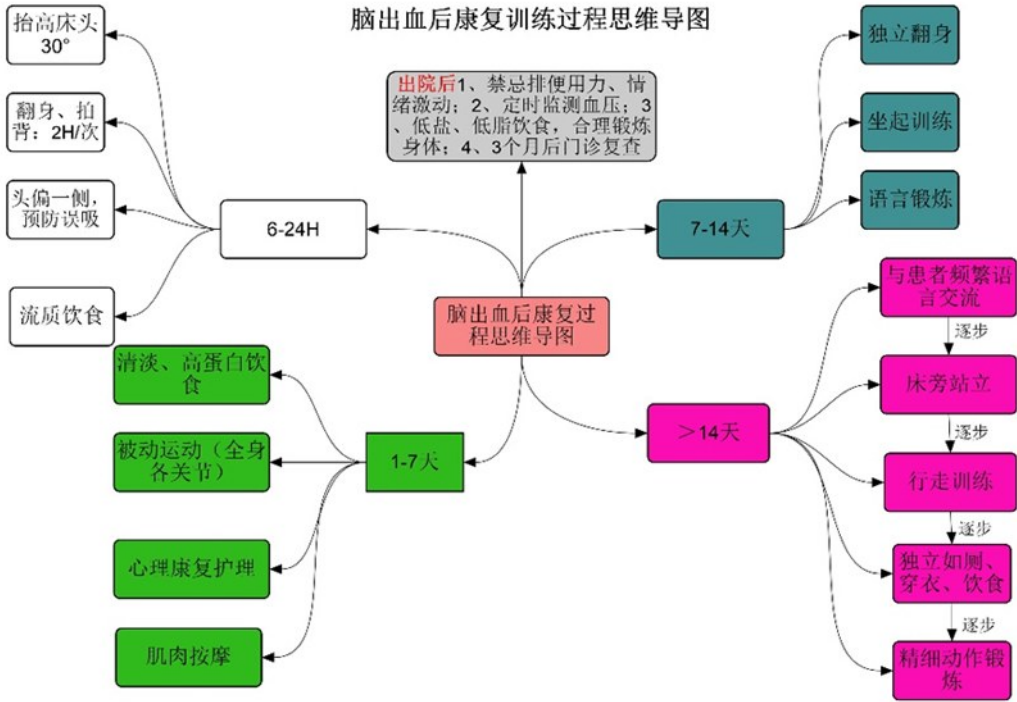 脑出血后康复训练过程思维导图
抬高床头
30°
翻身、拍
背：2H/次
头偏一侧，
预防误吸
流质饮食
6-24H
出院后1、禁忌排便用力、情
绪激动；2、定时监测血压；3
、低盐、低脂饮食，合理锻炼
身体；4、3个月后门诊复查
7-14天
独立翻身
坐起训练
语言锻炼
脑出血后康复过
程思维导图
清淡、高蛋白饮
食
被动运动（全身
各关节）
心理康复护理
肌肉按摩
1-7天
＞14天
与患者频繁语
言交流
逐步
床旁站立
逐步
行走训练
逐步
独立如厕、
穿衣、饮食
逐步
精细动作锻
炼